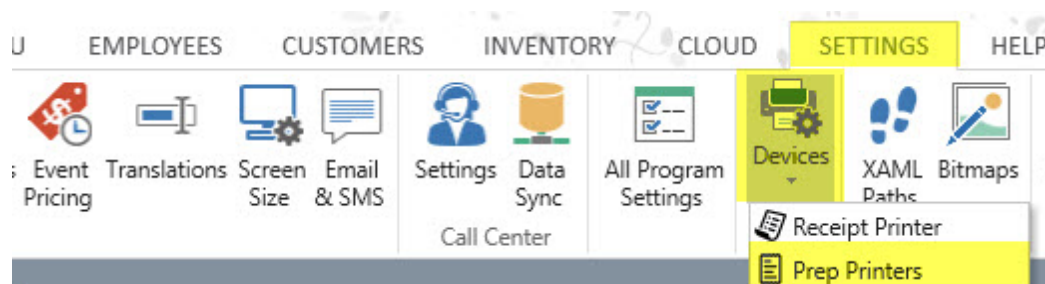 U EMPLOYEES CUSTOMERS INVENTORY CLOUD SETTINGS HELP
s Event Translations Screen Email Settings Data All Program Devices XAML Bitmaps
Pricing Size & SMS Sync Settings Paths
Call Center
Receipt Printer
Prep Printers